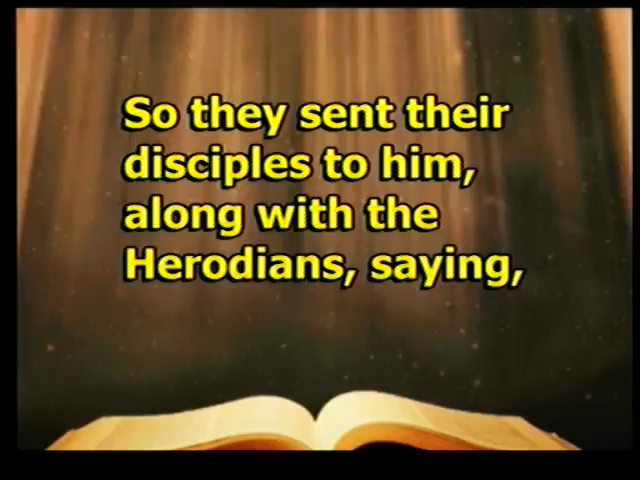 So they sent their
disciples to him,
along with the
Herodians, saying,